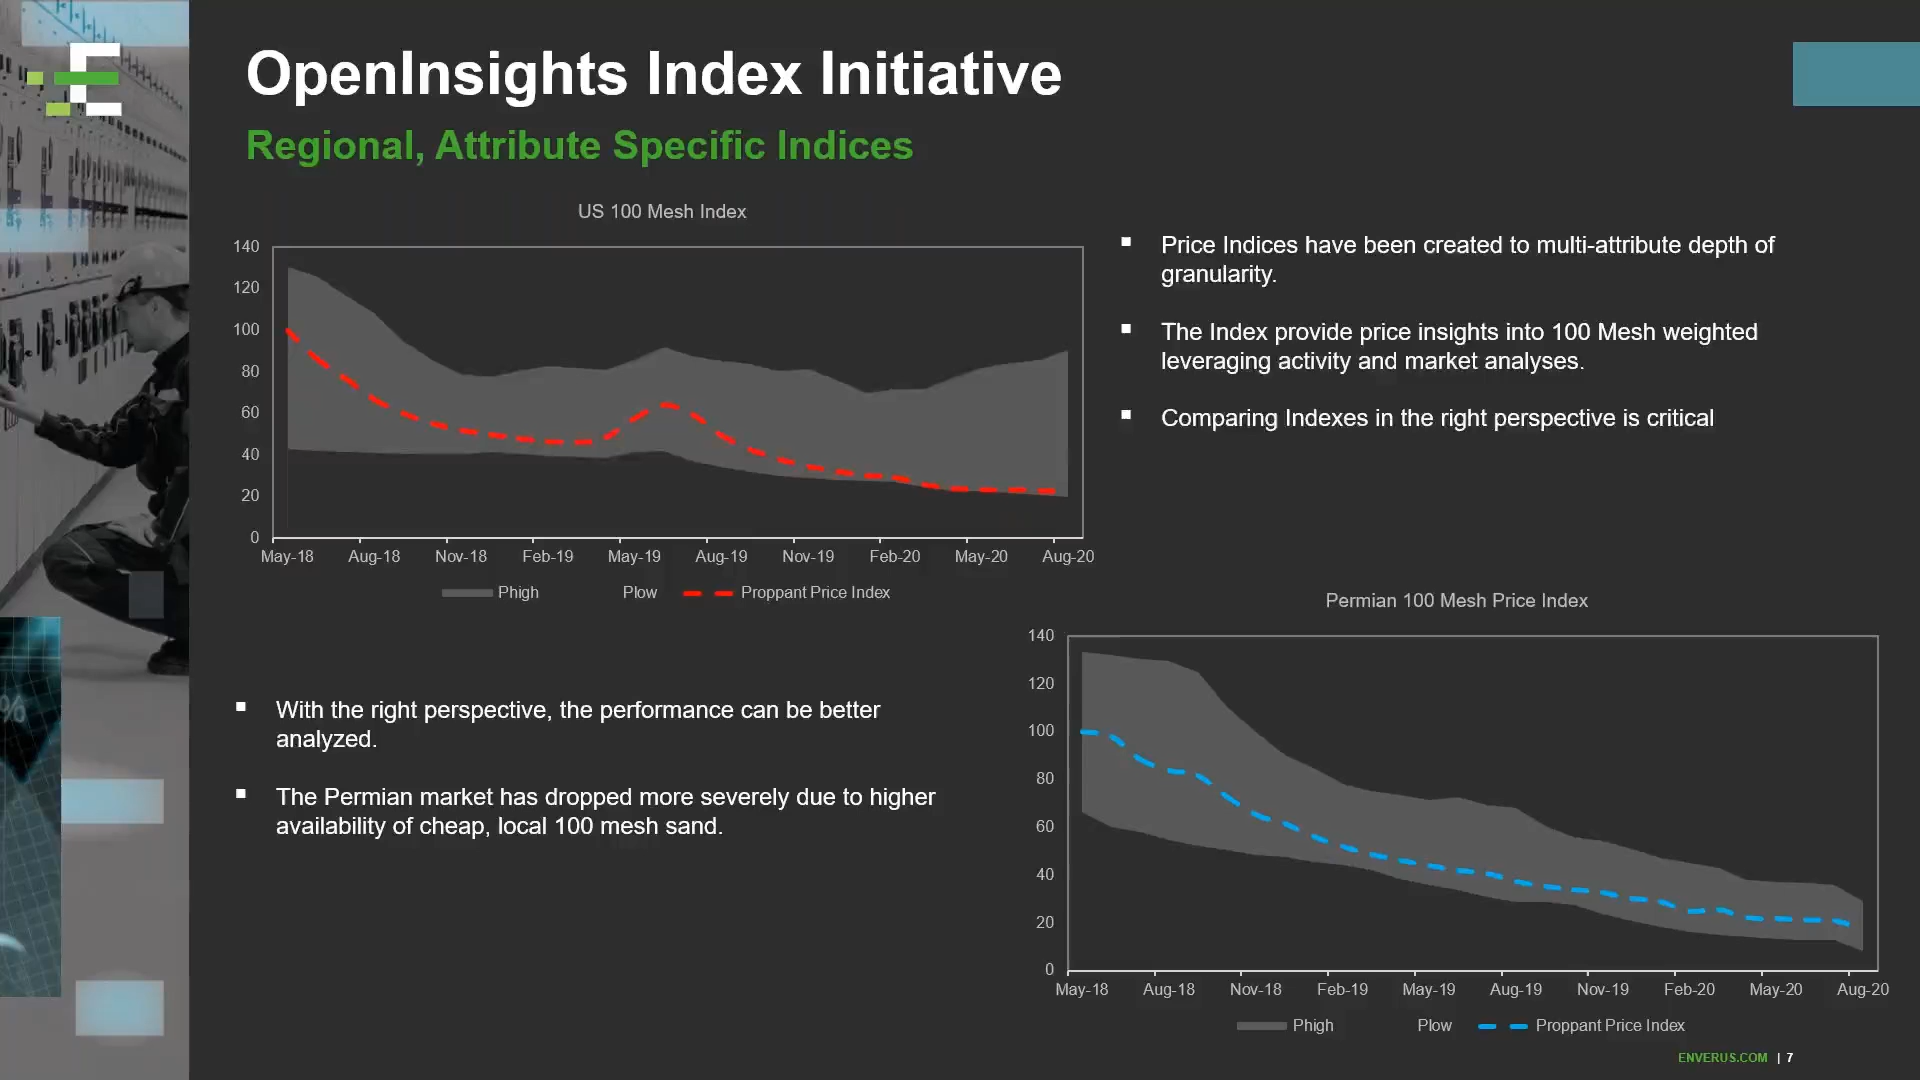 OpenInsights Index Initiative
Regional, Attribute Specific Indices
US 100 Mesh Index
140
120
100
80
60
40
20
0
May-18 Aug-18 Nov-18 Feb-19 May-19 Aug-19 Nov-19 Feb-20 May-20 Aug-20
Phigh Plow Proppant Price Index
▪ Price Indices have been created to multi-attribute depth of
granularity.
▪ The Index provide price insights into 100 Mesh weighted
leveraging activity and market analyses.
▪ Comparing Indexes in the right perspective is critical
▪ With the right perspective, the performance can be better
analyzed.
▪ The Permian market has dropped more severely due to higher
availability of cheap, local 100 mesh sand.
Permian 100 Mesh Price Index
140
120
100
80
60
40
20
0
May-18 Aug-18 Nov-18 Feb-19 May-19 Aug-19 Nov-19 Feb-20 May-20 Aug-20
Phigh Plow Proppant Price Index
%
ENVERUS.COM | 7